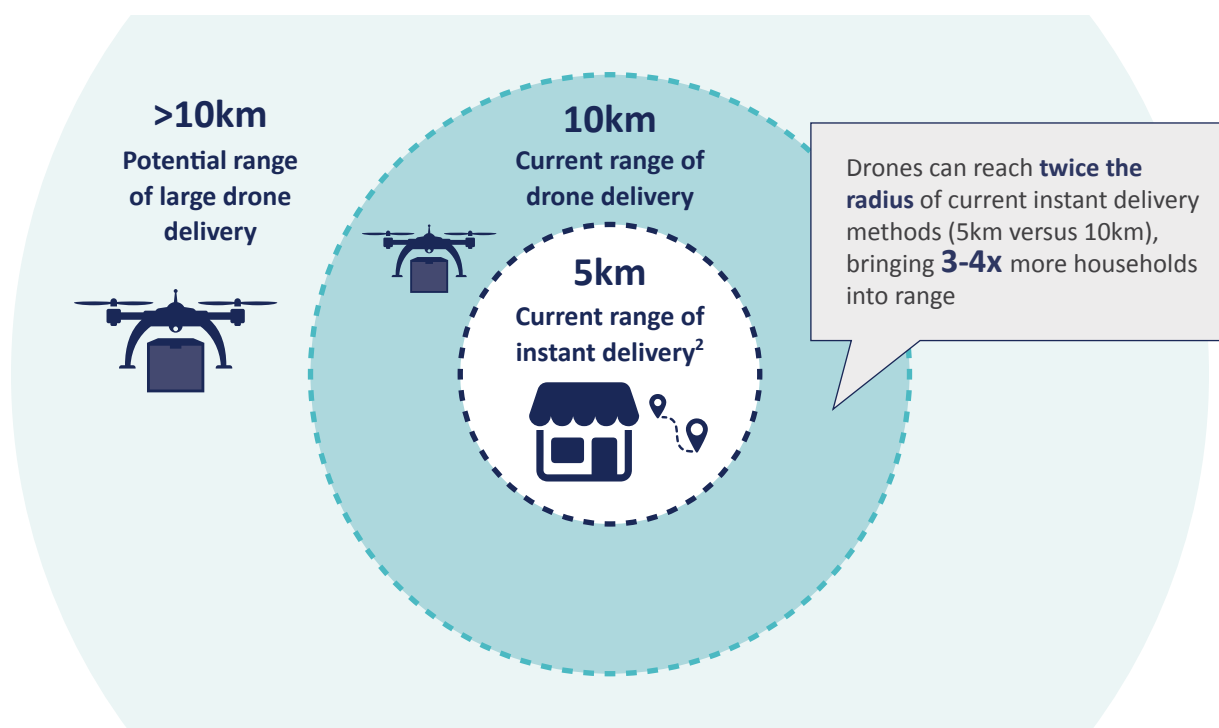 >10km
Potential range
of large drone
delivery
10km
Current range of
drone delivery
5km
Current range of
instant delivery²
Drones can reach twice the
radius of current instant delivery
methods (5km versus 10km),
bringing 3-4x more households
into range